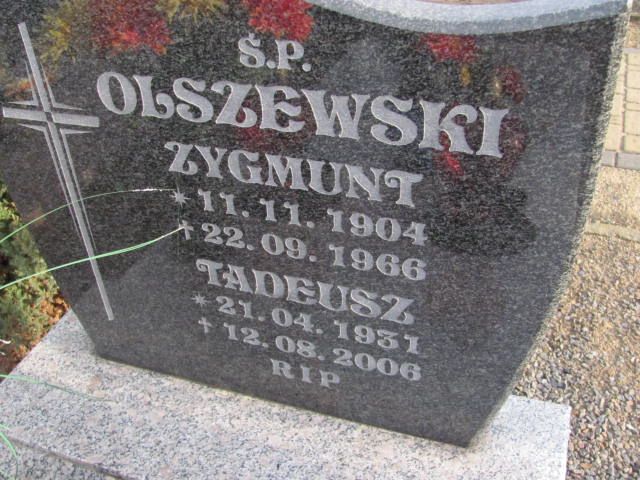 Ś.P.
OLSZEWSKI
ZYGMUNT
* 11. 11. 1904
✝ 22. 09. 1966
TADEUSZ
* 21. 04. 1931
✝ 12. 08. 2006
RIP